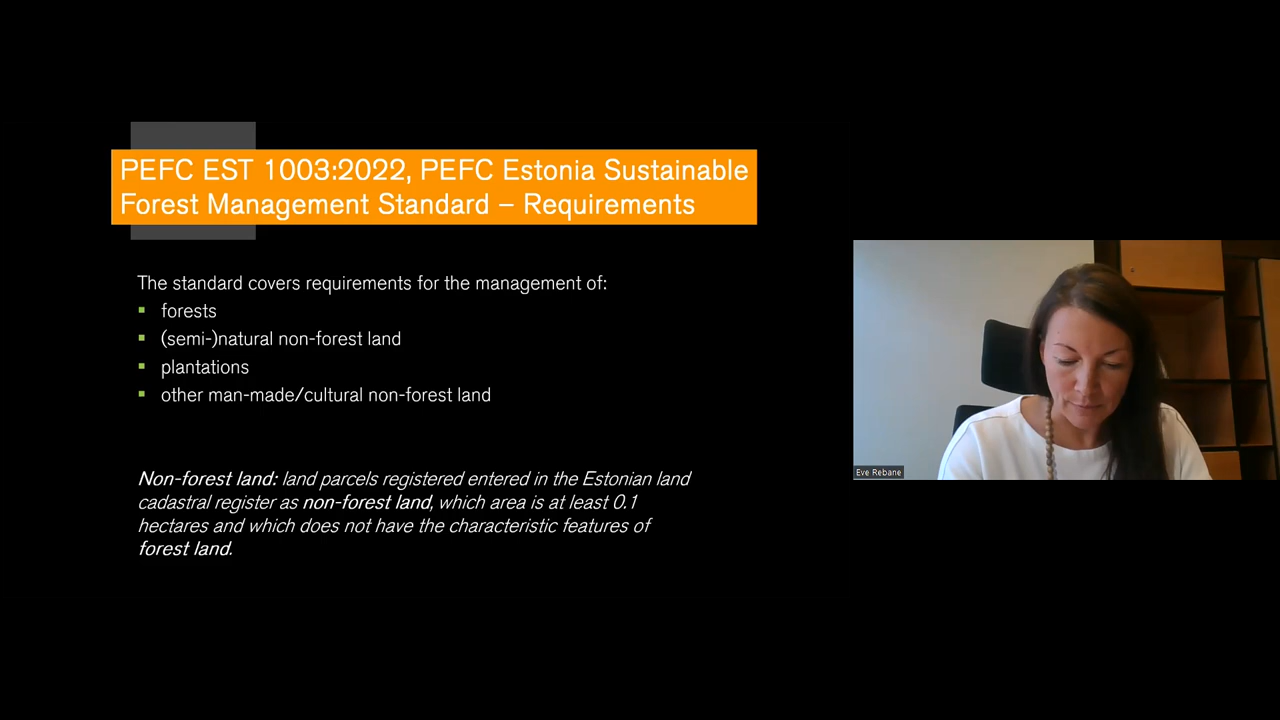 PEFC EST 1003:2022, PEFC Estonia Sustainable
Forest Management Standard – Requirements
The standard covers requirements for the management of:
▪ forests
▪ (semi-)natural non-forest land
▪ plantations
▪ other man-made/cultural non-forest land
Non-forest land: land parcels registered entered in the Estonian land
cadastral register as non-forest land, which area is at least 0.1
hectares and which does not have the characteristic features of
forest land.
Eve Rebane